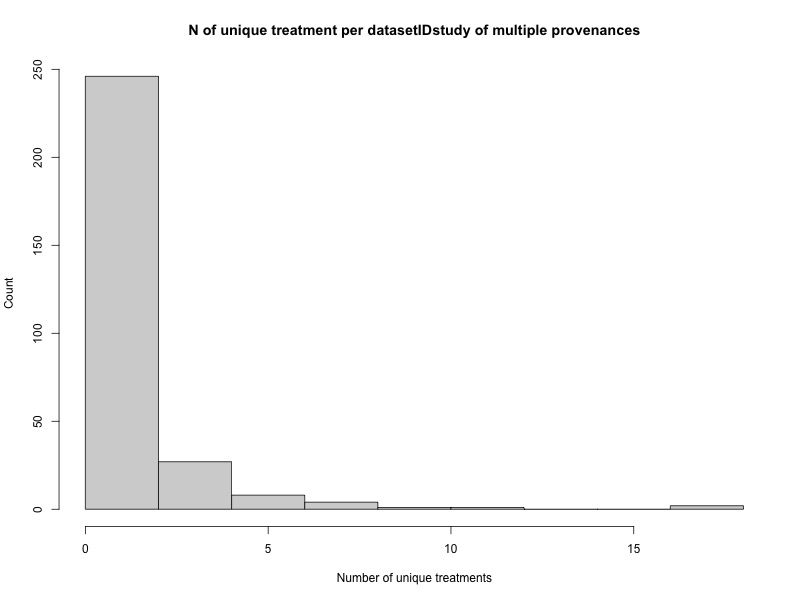 N of unique treatment per datasetIDstudy of multiple provenances
250
200
150
100
50
0
Count
0 5 10 15
Number of unique treatments